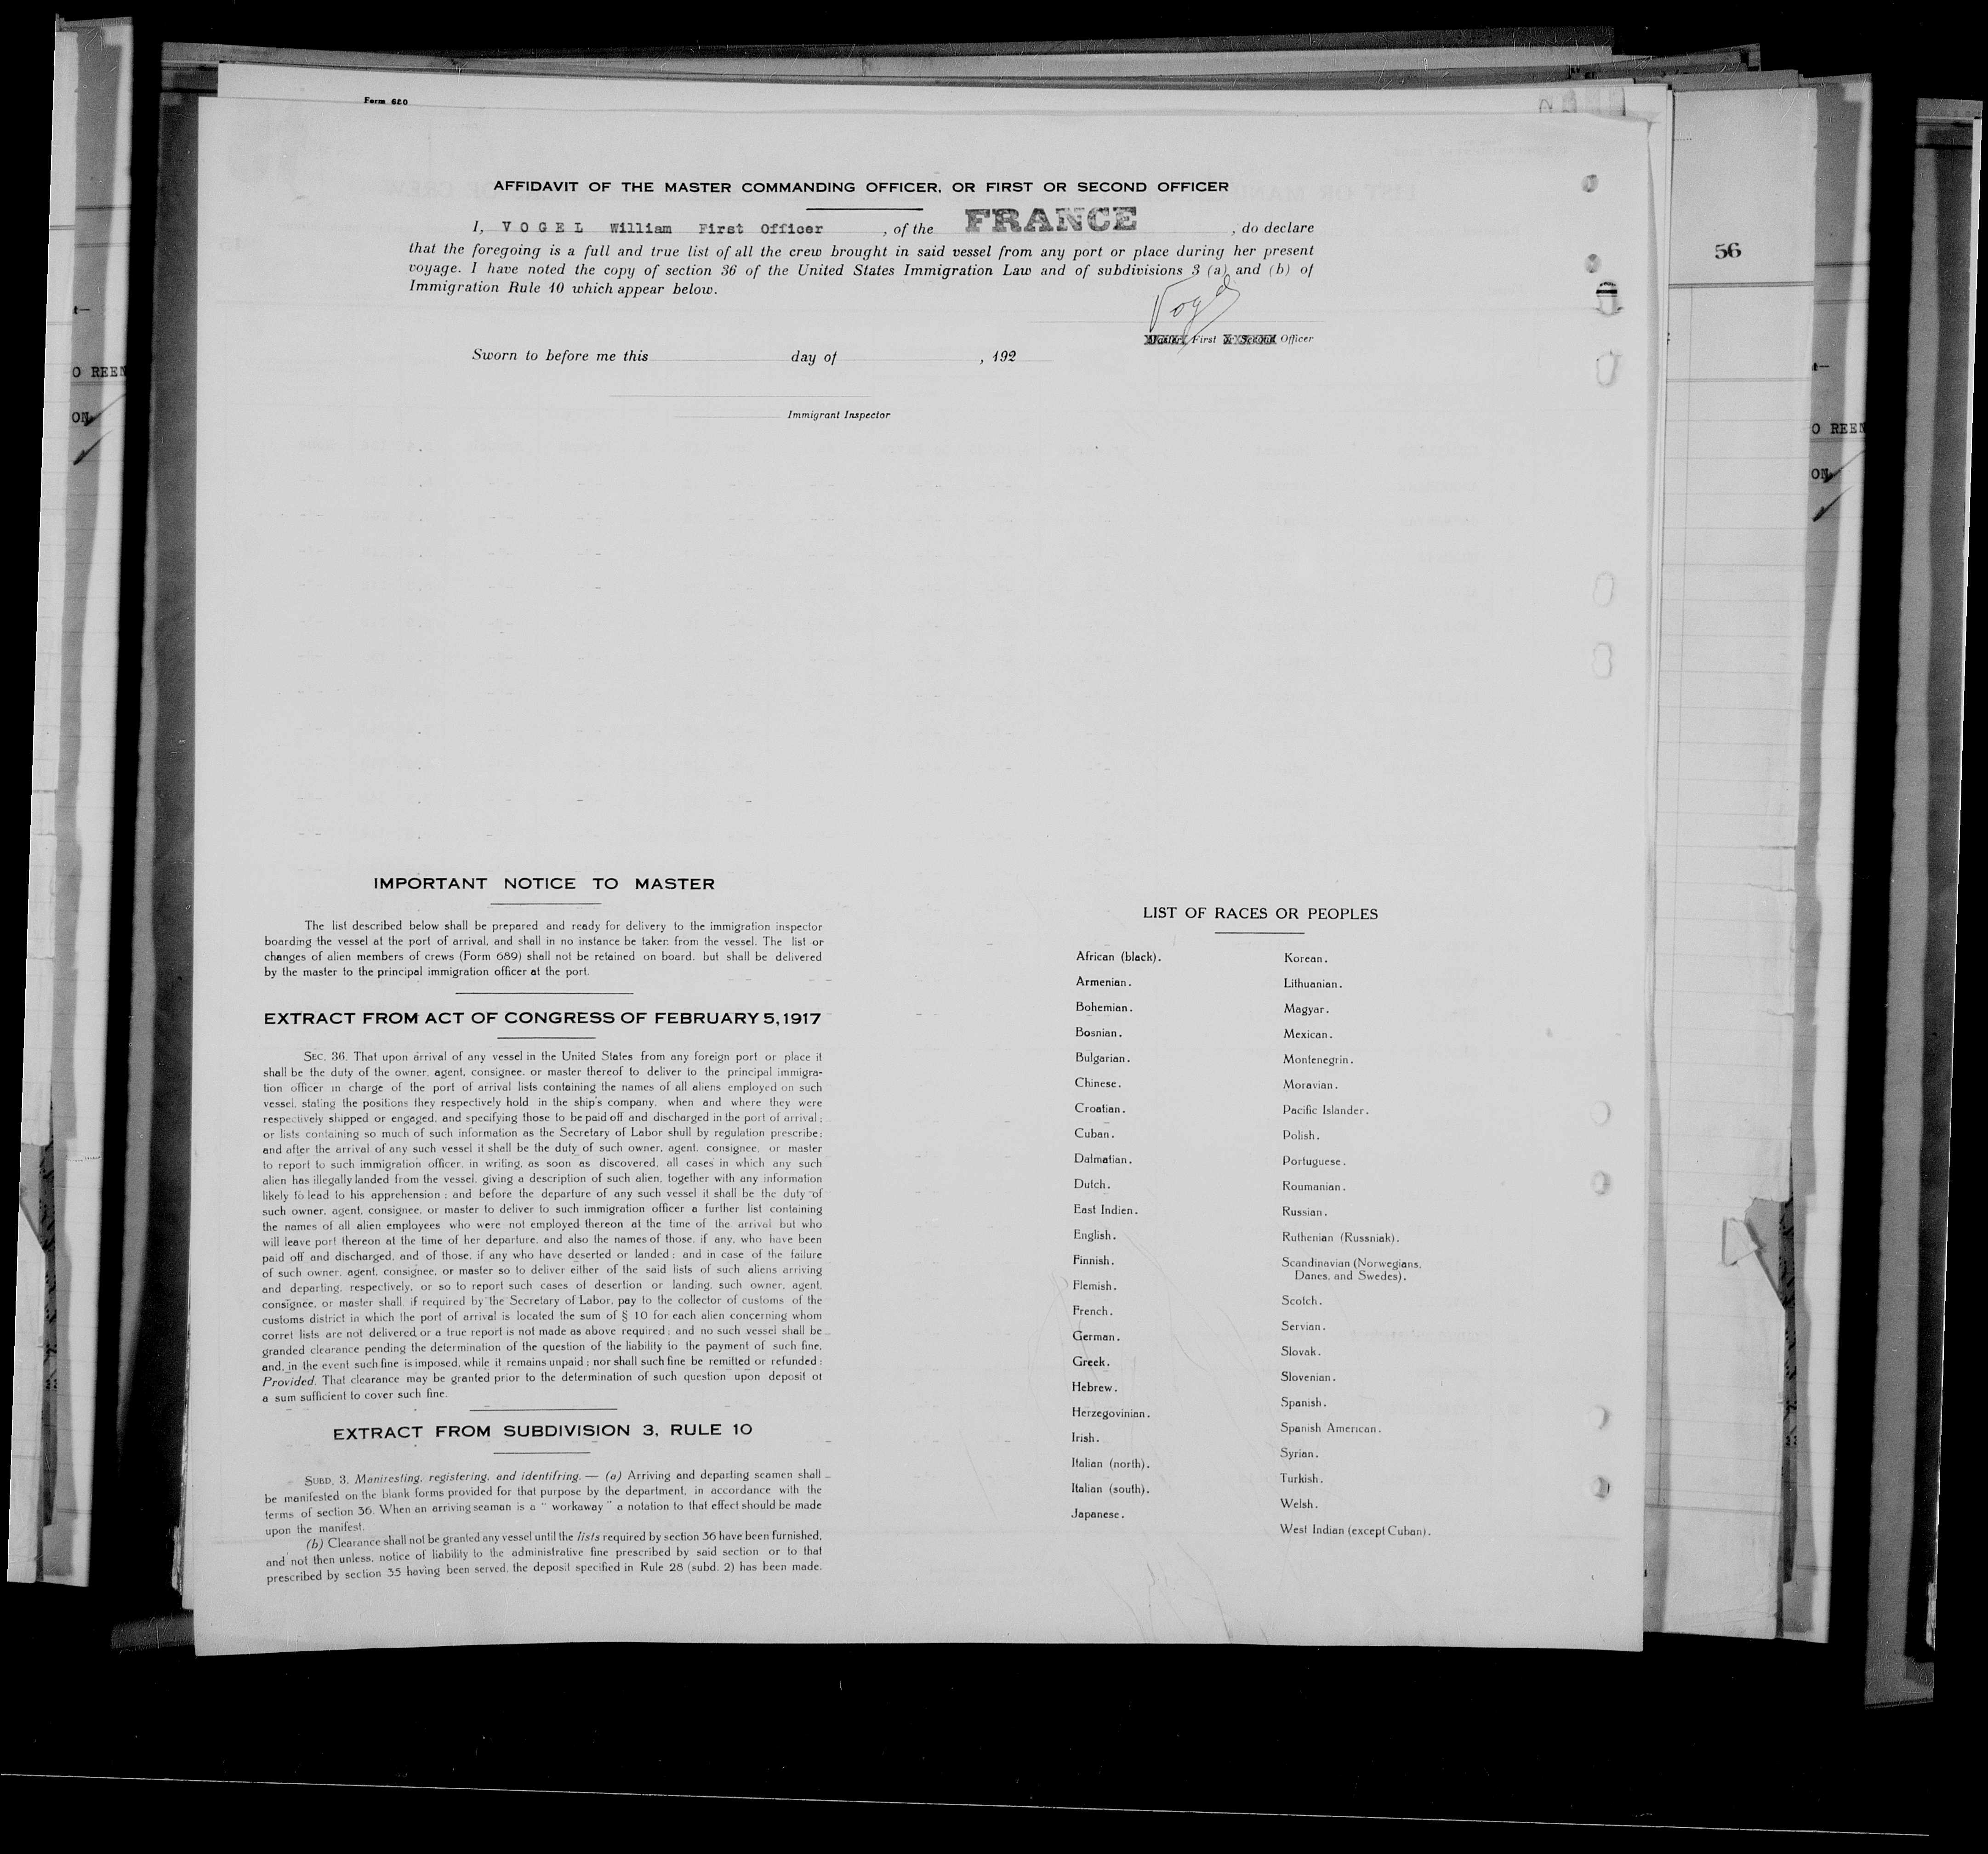 Form 680
AFFIDAVIT OF THE MASTER COMMANDING OFFICER, OR FIRST OR SECOND OFFICER
I, VOGEL William First Officer , of the FRANCE , do declare
that the foregoing is a full and true list of all the crew brought in said vessel from any port or place during her present
voyage. I have noted the copy of section 36 of the United States Immigration Law and of subdivisions 3 (a) and (b) of
Immigration Rule 10 which appear below.
Vogel
First Officer
Sworn to before me this day of , 192
Immigrant Inspector
56
O REEN
ON
O REEN
ON
IMPORTANT NOTICE TO MASTER
The list described below shall be prepared and ready for delivery to the immigration inspector
boarding the vessel at the port of arrival, and shall in no instance be taken from the vessel. The list or
changes of alien members of crews (Form 689) shall not be retained on board, but shall be delivered
by the master to the principal immigration officer at the port.
EXTRACT FROM ACT OF CONGRESS OF FEBRUARY 5, 1917
SEC. 36. That upon arrival of any vessel in the United States from any foreign port or place it
shall be the duty of the owner, agent, consignee, or master thereof to deliver to the principal immigra-
tion officer in charge of the port of arrival lists containing the names of all aliens employed on such
vessel, stating the positions they respectively hold in the ship's company, when and where they were
respectively shipped or engaged, and specifying those to be paid off and discharged in the port of arrival;
or lists containing so much of such information as the Secretary of Labor shull by regulation prescribe;
and after the arrival of any such vessel it shall be the duty of such owner, agent, consignee, or master
to report to such immigration officer, in writing, as soon as discovered, all cases in which any such
alien has illegally landed from the vessel, giving a description of such alien, together with any information
likely to lead to his apprehension ; and before the departure of any such vessel it shall be the duty of
such owner, agent, consignee, or master to deliver to such immigration officer a further list containing
the names of all alien employees who were not employed thereon at the time of the arrival but who
will leave port thereon at the time of her departure, and also the names of those, if any, who have been
paid off and discharged, and of those, if any who have deserted or landed ; and in case of the failure
of such owner, agent, consignee, or master so to deliver either of the said lists of such aliens arriving
and departing, respectively, or so to report such cases of desertion or landing, such owner, agent,
consignee, or master shall, if required by the Secretary of Labor, pay to the collector of customs of the
customs district in which the port of arrival is located the sum of § 10 for each alien concerning whom
corret lists are not delivered or a true report is not made as above required ; and no such vessel shall be
granded clearance pending the determination of the question of the liability to the payment of such fine,
and, in the event such fine is imposed, while it remains unpaid ; nor shall such fine be remitted or refunded :
Provided, That clearance may be granted prior to the determination of such question upon deposit of
a sum sufficient to cover such fine.
EXTRACT FROM SUBDIVISION 3, RULE 10
SUBD. 3. Maniresting, registering, and identifring. — (a) Arriving and departing seamen shall
be manifested on the blank forms provided for that purpose by the department, in accordance with the
terms of section 36. When an arriving seaman is a " workaway " a notation to that effect should be made
upon the manifest.
(b) Clearance shall not be granted any vessel until the lists required by section 36 have been furnished,
and not then unless, notice of liability to the administrative fine prescribed by said section or to that
prescribed by section 35 having been served, the deposit specified in Rule 28 (subd. 2) has been made.
LIST OF RACES OR PEOPLES
African (black).
Armenian.
Bohemian.
Bosnian.
Bulgarian.
Chinese.
Croatian.
Cuban.
Dalmatian.
Dutch.
East Indien.
English.
Finnish.
Flemish.
French.
German.
Greek.
Hebrew.
Herzegovinian.
Irish.
Italian (north).
Italian (south).
Japanese.
Korean.
Lithuanian.
Magyar.
Mexican.
Montenegrin.
Moravian.
Pacific Islander.
Polish.
Portuguese.
Roumanian.
Russian.
Ruthenian (Russniak).
Scandinavian (Norwegians,
Danes, and Swedes).
Scotch.
Servian.
Slovak.
Slovenian.
Spanish.
Spanish American.
Syrian.
Turkish.
Welsh.
West Indian (except Cuban).